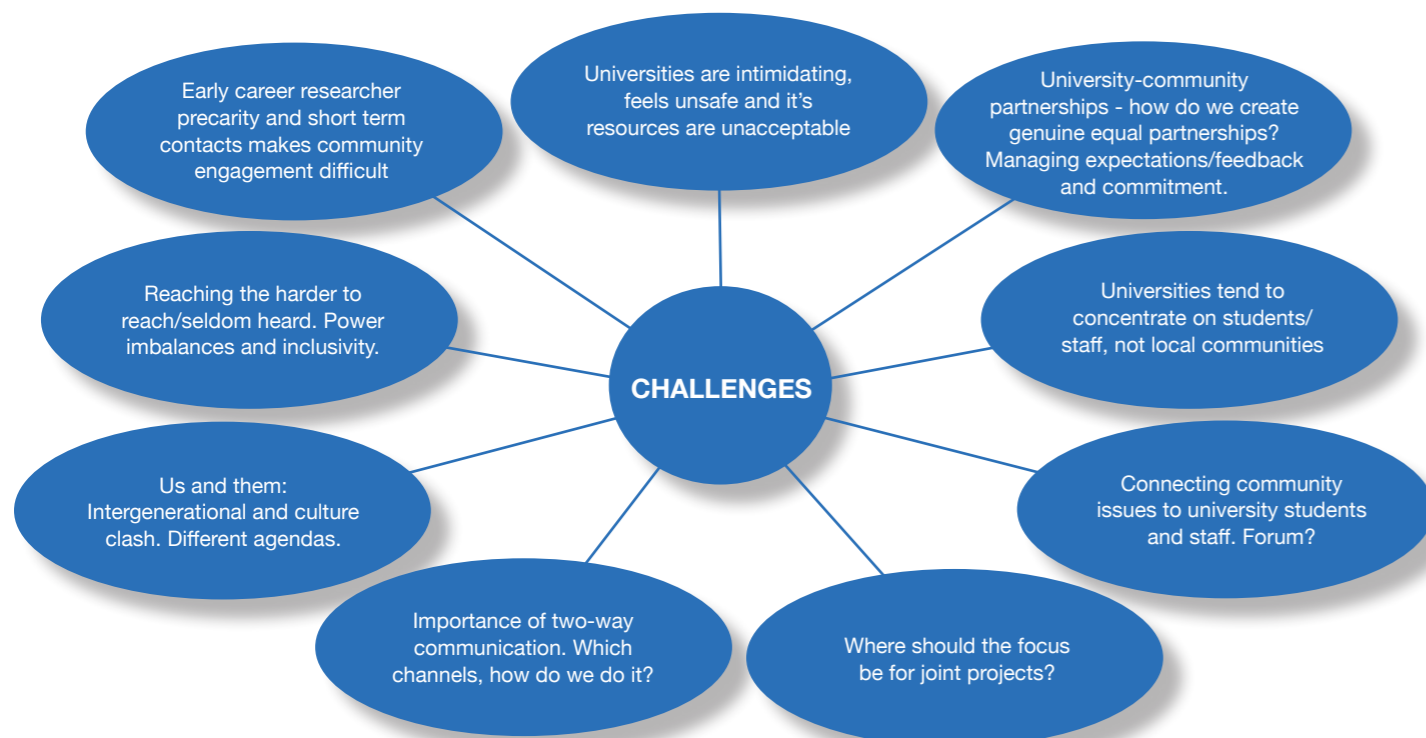 Early career researcher
precarity and short term
contacts makes community
engagement difficult
Universities are intimidating,
feels unsafe and it's
resources are unacceptable
University-community
partnerships - how do we create
genuine equal partnerships?
Managing expectations/feedback
and commitment.
Reaching the harder to
reach/seldom heard. Power
imbalances and inclusivity.
CHALLENGES
Universities tend to
concentrate on students/
staff, not local communities
Us and them:
Intergenerational and culture
clash. Different agendas.
Connecting community
issues to university students
and staff. Forum?
Importance of two-way
communication. Which
channels, how do we do it?
Where should the focus
be for joint projects?